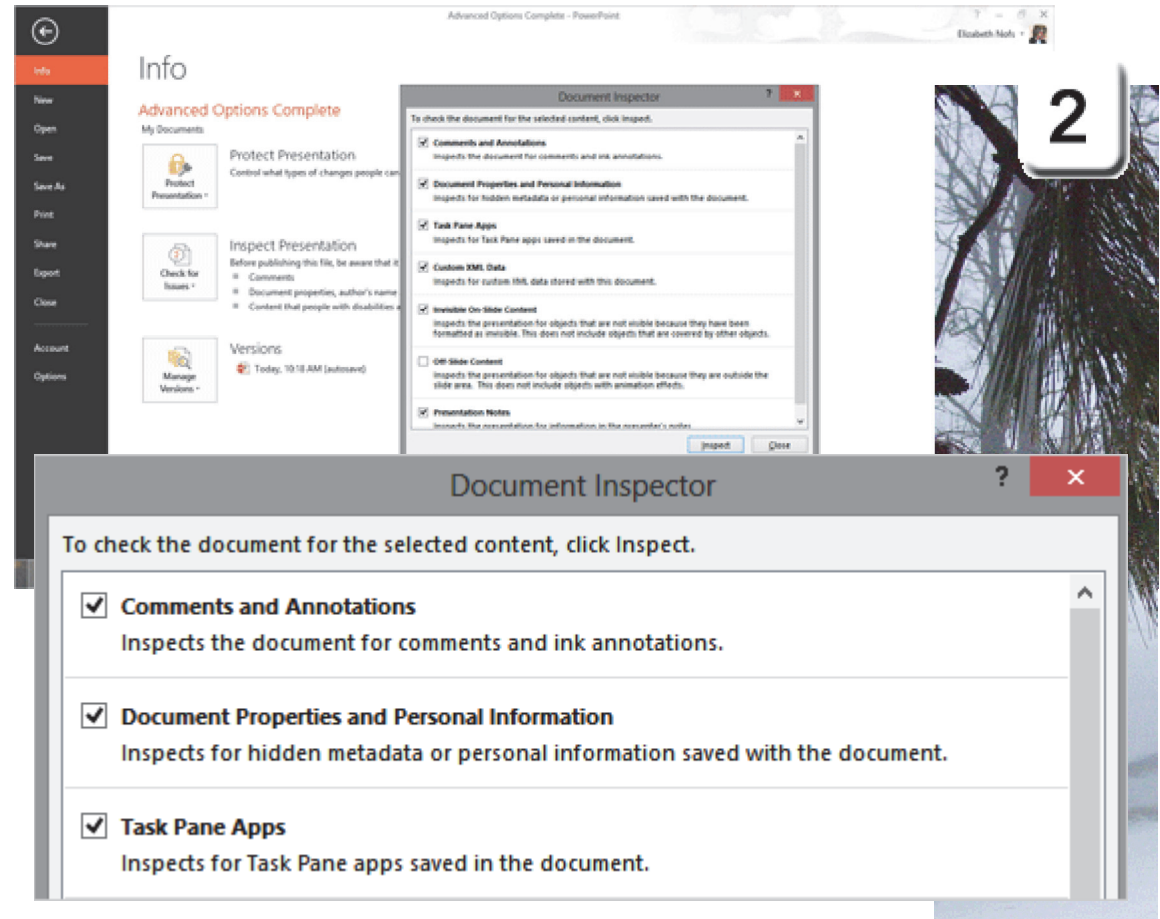 Advanced Options Complete - PowerPoint
? – ×
Elizabeth Nofs
Info
New
Open
Save
Save As
Print
Share
Export
Close
Account
Options
Info
Advanced Options Complete
My Documents
Protect
Presentation
Protect Presentation
Control what types of changes people can
Check for
Issues
Inspect Presentation
Before publishing this file, be aware that it
Comments
Document properties, author's name
Content that people with disabilities a
Manage
Versions
Versions
Today, 10:18 AM (autosave)
Document Inspector
? ×
To check the document for the selected content, click Inspect.
Comments and Annotations
Inspects the document for comments and ink annotations.
Document Properties and Personal Information
Inspects for hidden metadata or personal information saved with the document.
Task Pane Apps
Inspects for Task Pane apps saved in the document.
Custom XML Data
Inspects for custom XML data stored with this document.
Invisible On-Slide Content
Inspects the presentation for objects that are not visible because they have been
formatted as invisible. This does not include objects that are covered by other objects.
Off-Slide Content
Inspects the presentation for objects that are not visible because they are outside the
slide area. This does not include objects with animation effects.
Presentation Notes
Inspects the presentation for information in the presenter's notes.
Inspect Close
2
Document Inspector
? ×
To check the document for the selected content, click Inspect.
Comments and Annotations
Inspects the document for comments and ink annotations.
Document Properties and Personal Information
Inspects for hidden metadata or personal information saved with the document.
Task Pane Apps
Inspects for Task Pane apps saved in the document.